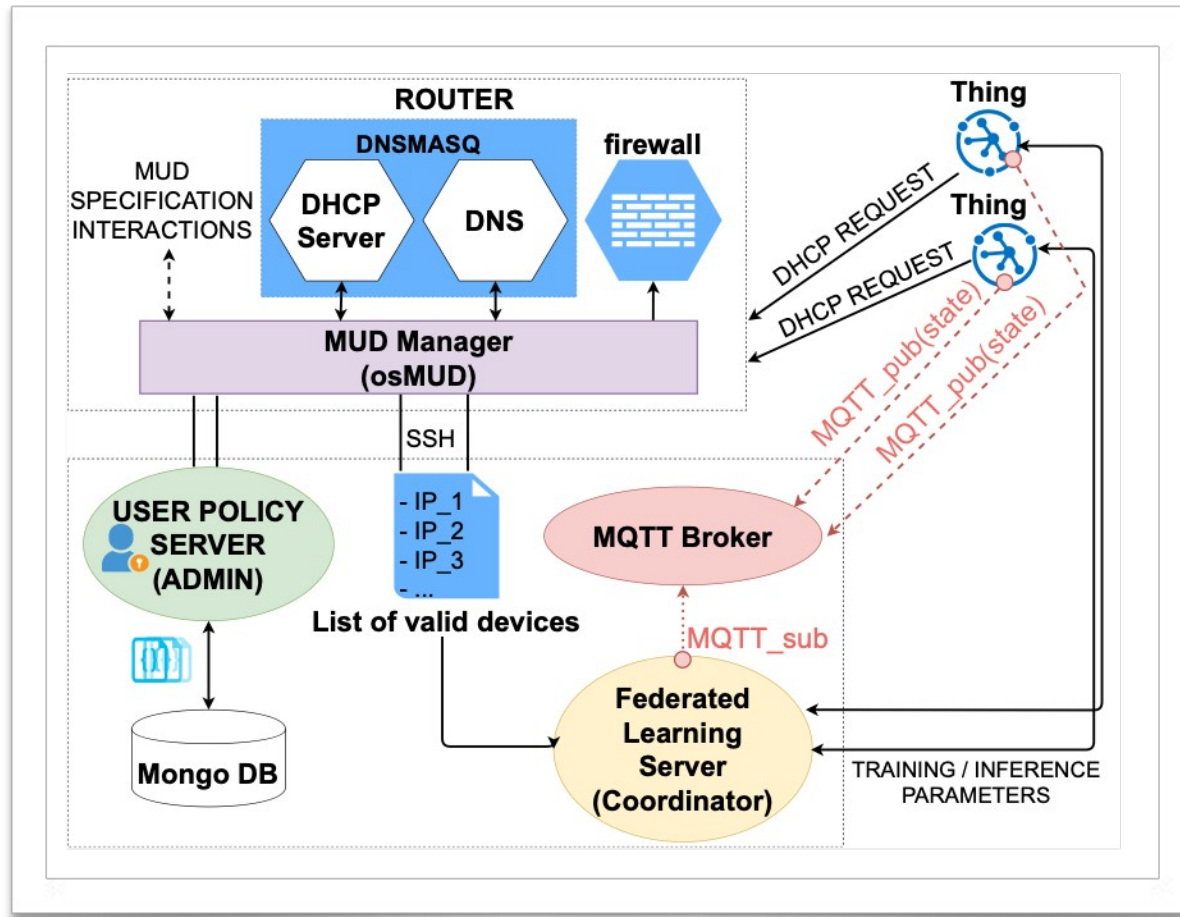 ROUTER
DNSMASQ
DHCP
Server
DNS
firewall
MUD
SPECIFICATION
INTERACTIONS
MUD Manager
(osMUD)
Thing
Thing
DHCP REQUEST
DHCP REQUEST
MQTT_pub(state)
MQTT_pub(state)
SSH
USER POLICY
SERVER
(ADMIN)
- IP_1
- IP_2
- IP_3
- ...
List of valid devices
MQTT Broker
MQTT_sub
Federated
Learning
Server
(Coordinator)
Mongo DB
TRAINING / INFERENCE
PARAMETERS